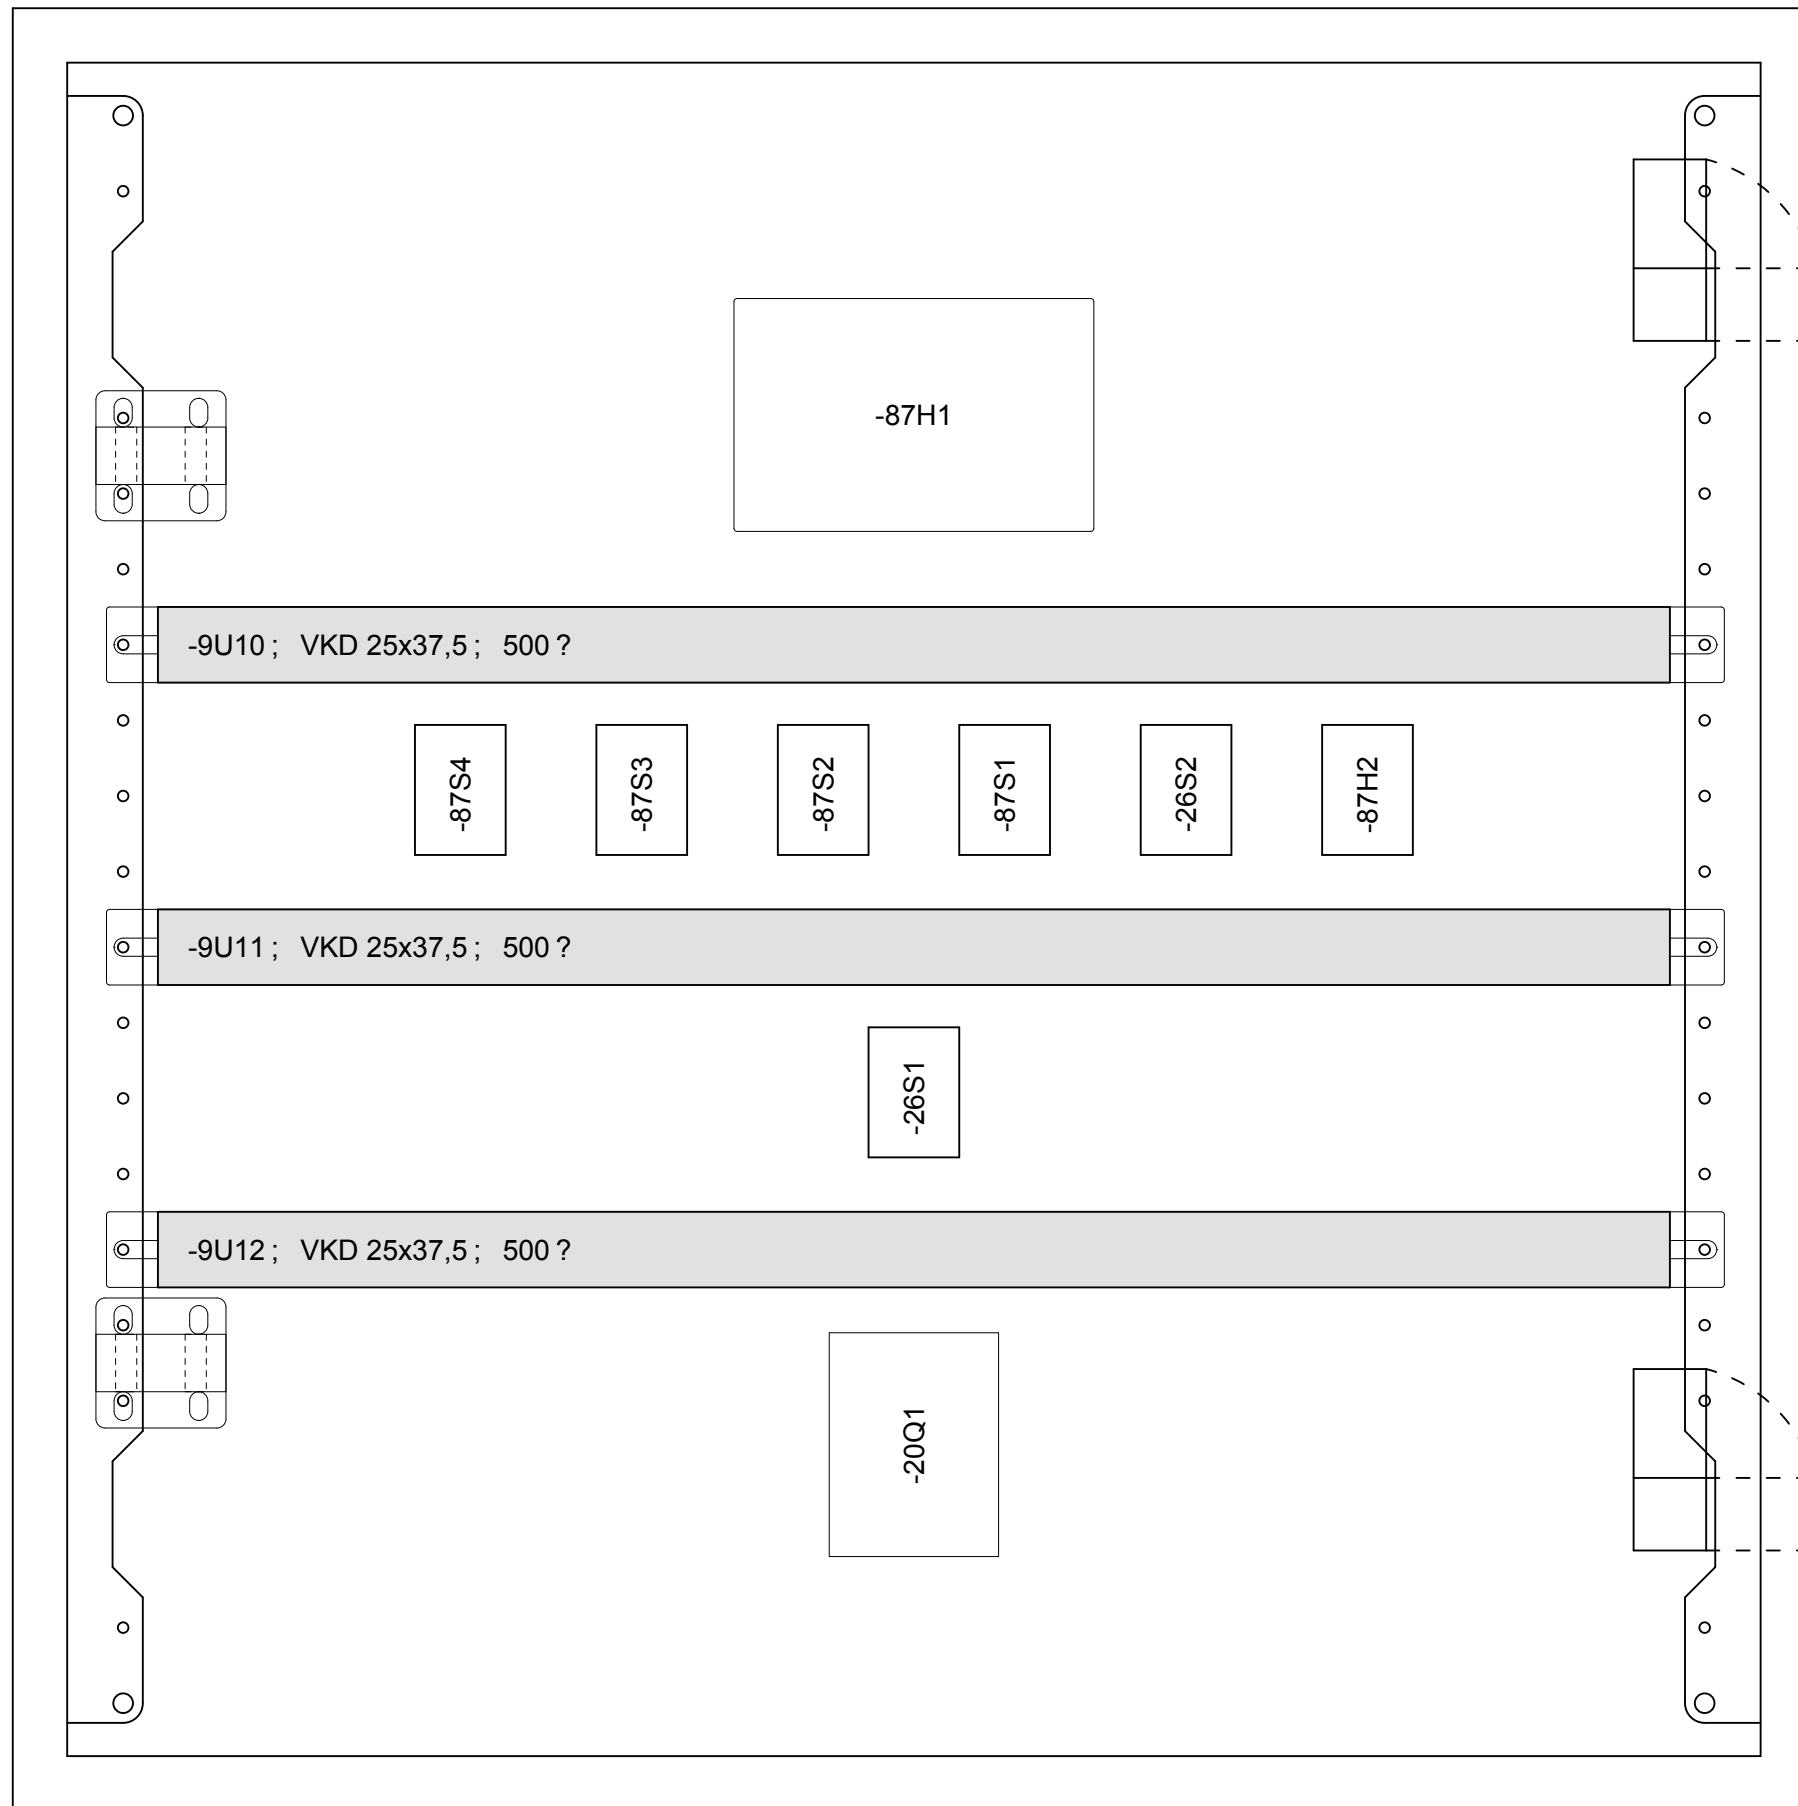 -87H1
-9U10 ; VKD 25x37,5 ; 500 ?
-87S4
-87S3
-87S2
-87S1
-26S2
-87H2
-9U11 ; VKD 25x37,5 ; 500 ?
-26S1
-9U12 ; VKD 25x37,5 ; 500 ?
-20Q1